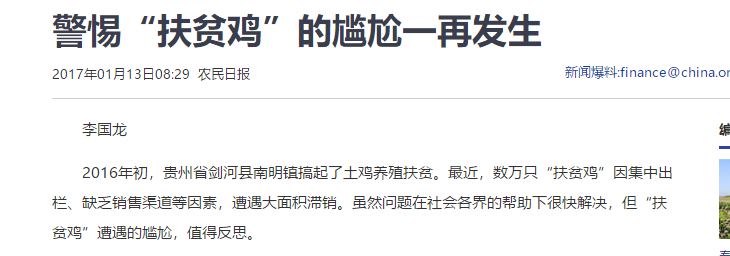 警惕“扶贫鸡”的尴尬一再发生
2017年01月13日08:29 农民日报
新闻爆料:finance@china.or
李国龙
2016年初，贵州省剑河县南明镇搞起了土鸡养殖扶贫。最近，数万只“扶贫鸡”因集中出
栏、缺乏销售渠道等因素，遭遇大面积滞销。虽然问题在社会各界的帮助下很快解决，但“扶
贫鸡”遭遇的尴尬，值得反思。